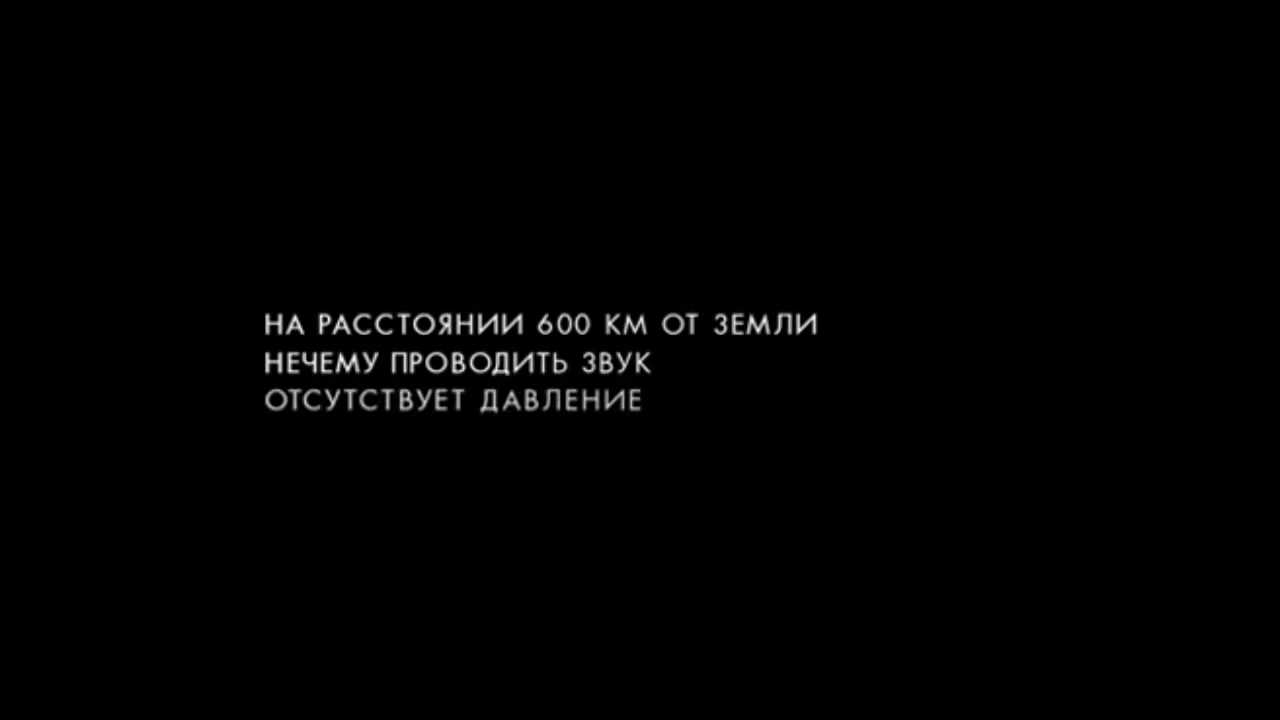 НА РАССТОЯНИИ 600 КМ ОТ ЗЕМЛИ
НЕЧЕМУ ПРОВОДИТЬ ЗВУК
ОТСУТСТВУЕТ ДАВЛЕНИЕ